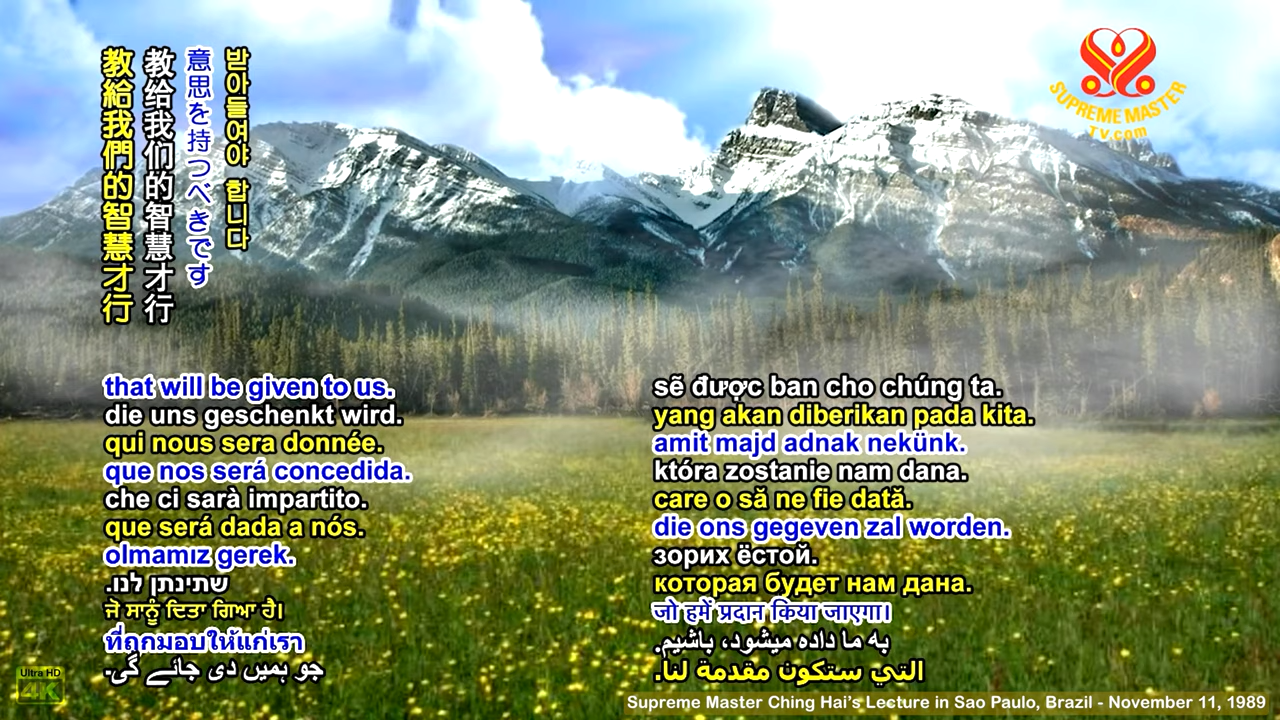 받아들여야 합니다
意思を持つべきです
教给我们的智慧才行
教給我們的智慧才行
SUPREME MASTER
TV.com
that will be given to us.
die uns geschenkt wird.
qui nous sera donnée.
que nos será concedida.
che ci sarà impartito.
que será dada a nós.
olmamız gerek.
שתינתן לנו.
ਜੋ ਸਾਨੂੰ ਦਿਤਾ ਗਿਆ ਹੈ।
ที่ถูกมอบให้แก่เรา
جو ہمیں دی جائے گی۔
sẽ được ban cho chúng ta.
yang akan diberikan pada kita.
amit majd adnak nekünk.
która zostanie nam dana.
care o să ne fie dată.
die ons gegeven zal worden.
зорих ёстой.
которая будет нам дана.
जो हमें प्रदान किया जाएगा।
به ما داده میشود، باشیم.
التي ستكون مقدمة لنا.
Ultra HD
4K
Supreme Master Ching Hai's Lecture in Sao Paulo, Brazil - November 11, 1989